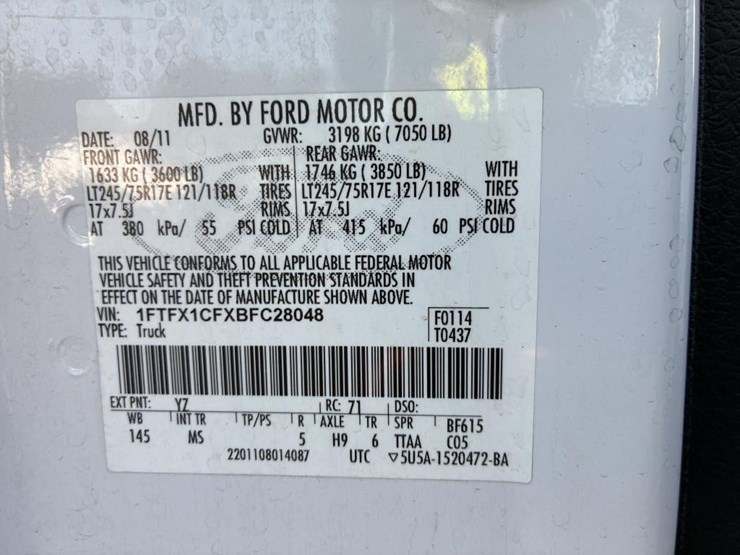 MFD. BY FORD MOTOR CO.
DATE: 08/11 GVWR: 3198 KG ( 7050 LB)
FRONT GAWR: REAR GAWR:
1633 KG ( 3600 LB) WITH 1746 KG ( 3850 LB) WITH
LT245/75R17E 121/118R TIRES LT245/75R17E 121/118R TIRES
17x7.5J RIMS 17x7.5J RIMS
AT 380 kPa/ 55 PSI COLD AT 415 kPa/ 60 PSI COLD
THIS VEHICLE CONFORMS TO ALL APPLICABLE FEDERAL MOTOR
VEHICLE SAFETY AND THEFT PREVENTION STANDARDS IN
EFFECT ON THE DATE OF MANUFACTURE SHOWN ABOVE.
VIN: 1FTFX1CFXBFC28048 F0114
TYPE: Truck T0437
EXT PNT: YZ RC: 71 DSO:
WB INT TR TP/PS R AXLE TR SPR BF615
145 MS 5 H9 6 TTAA C05
2201108014087 UTC ▽5U5A-1520472-BA